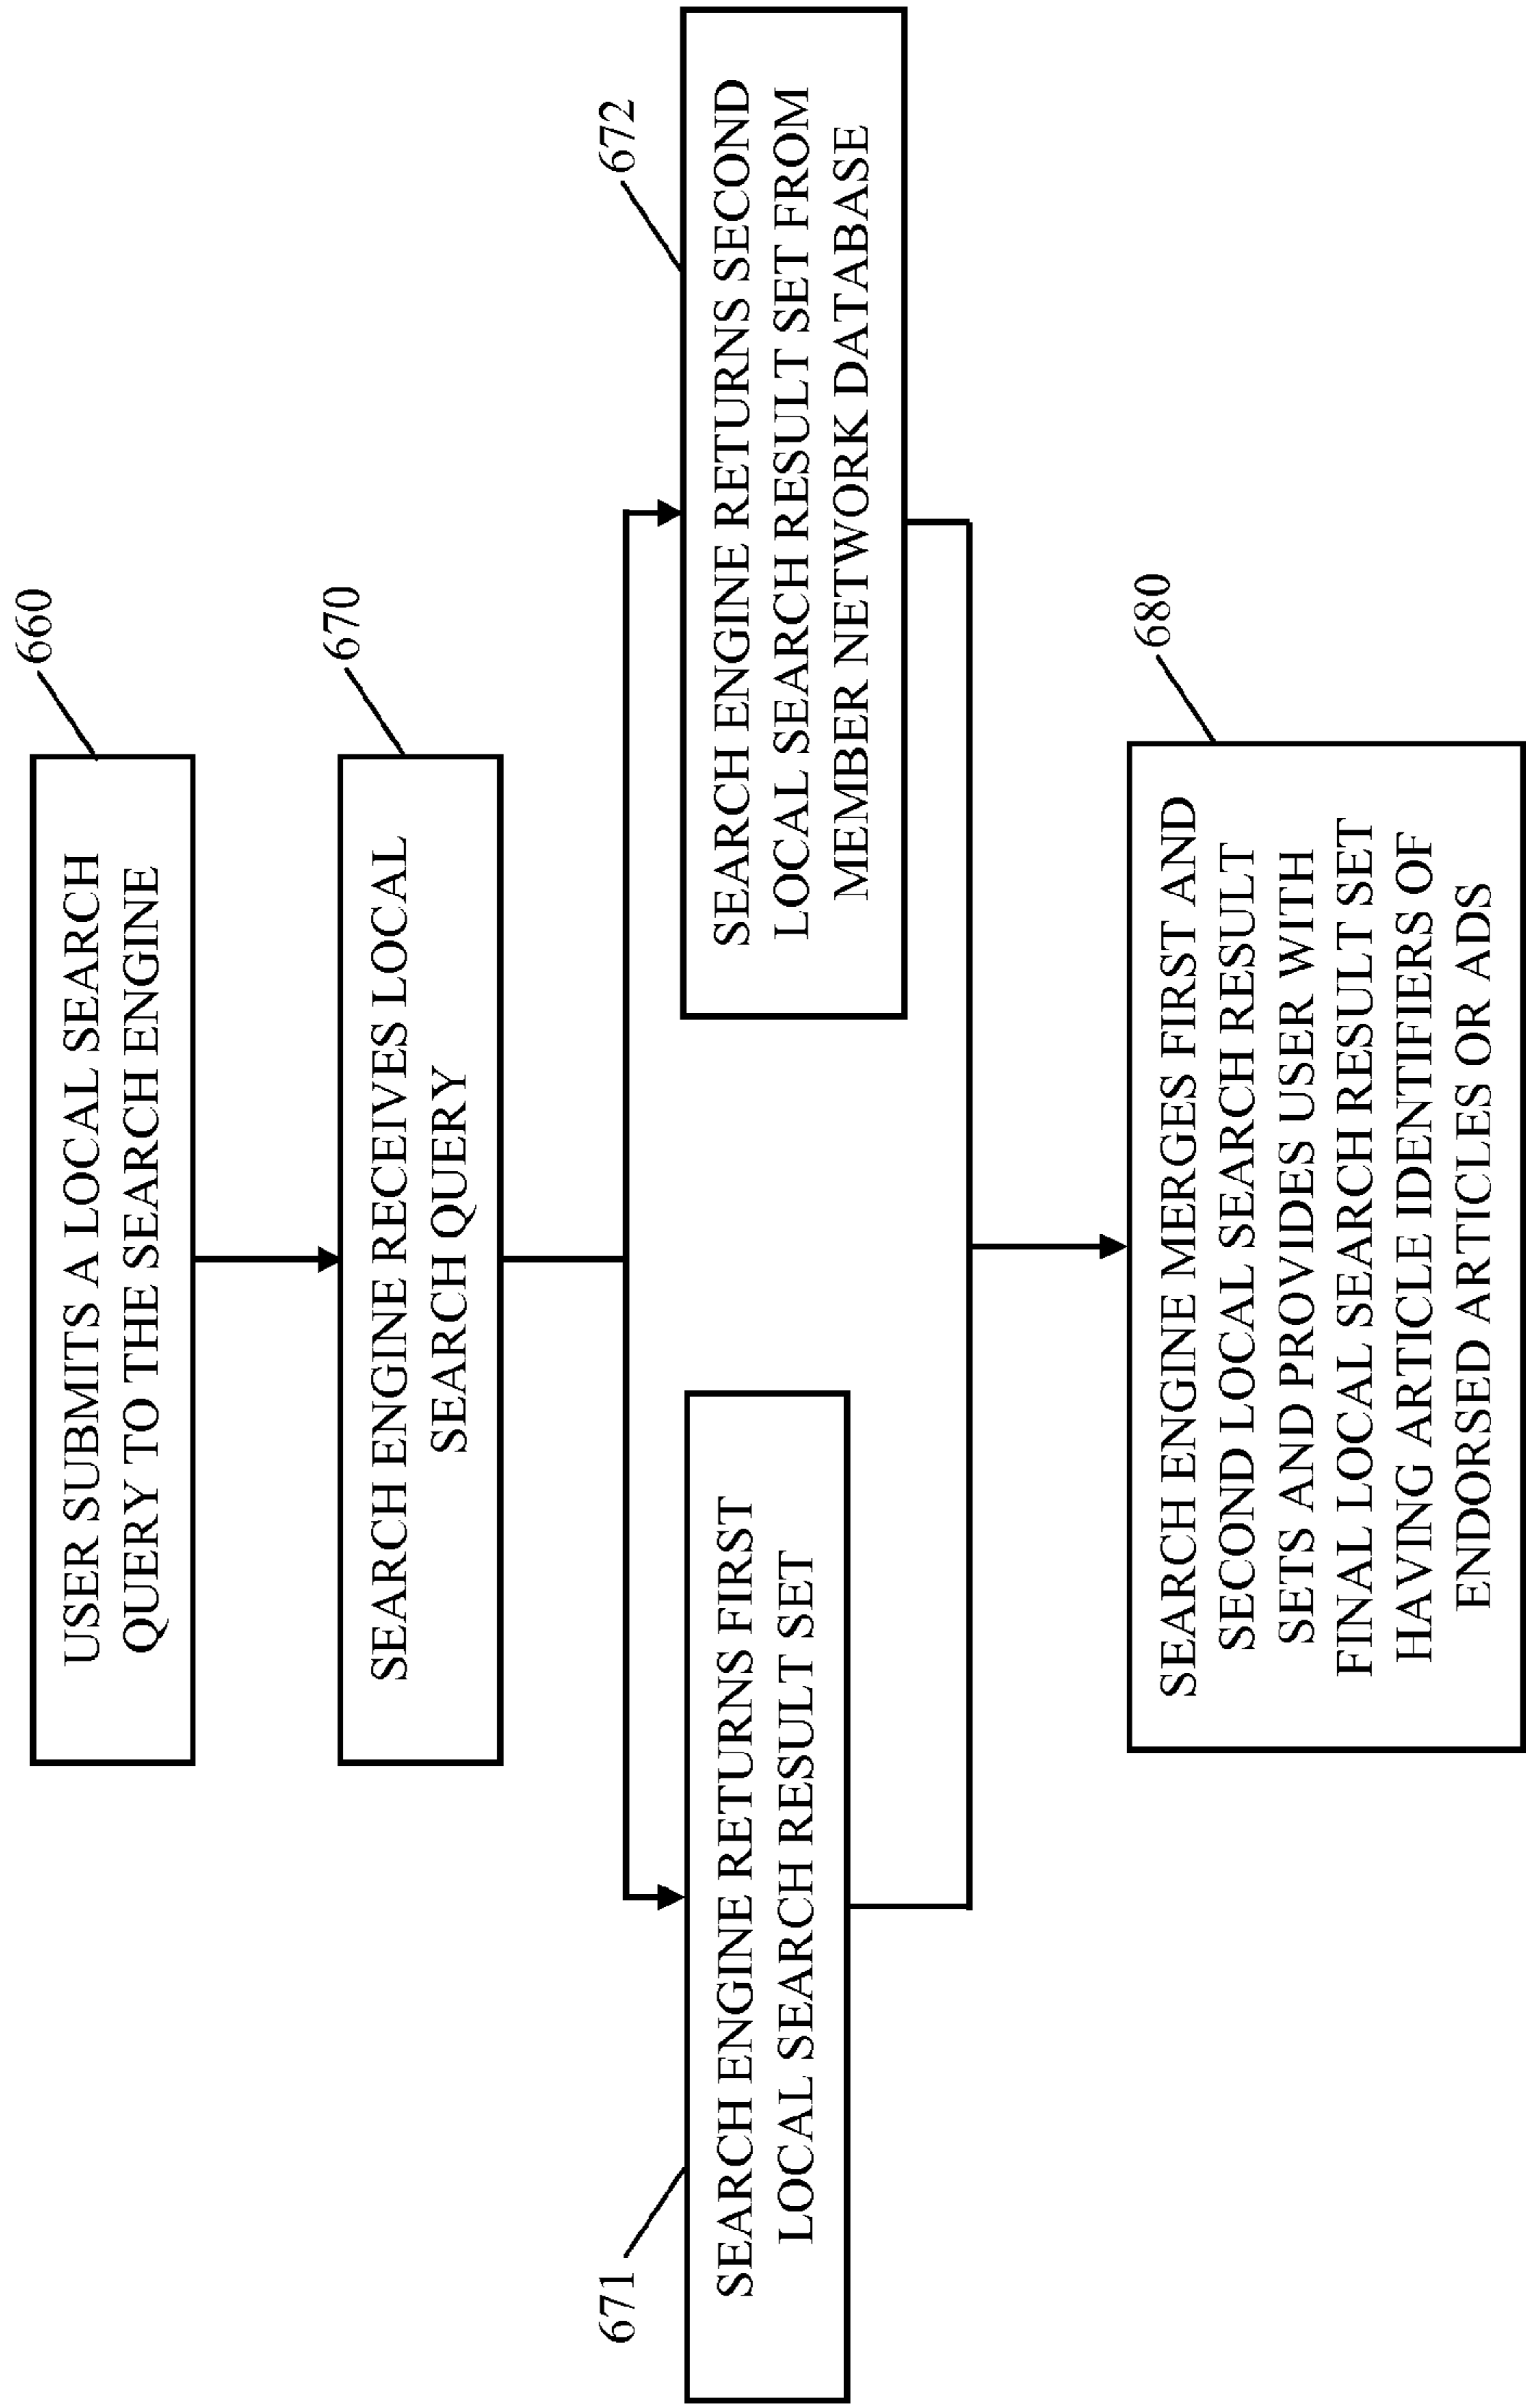 660
USER SUBMITS A LOCAL SEARCH
QUERY TO THE SEARCH ENGINE
670
SEARCH ENGINE RECEIVES LOCAL
SEARCH QUERY
671
SEARCH ENGINE RETURNS FIRST
LOCAL SEARCH RESULT SET
672
SEARCH ENGINE RETURNS SECOND
LOCAL SEARCH RESULT SET FROM
MEMBER NETWORK DATABASE
680
SEARCH ENGINE MERGES FIRST AND
SECOND LOCAL SEARCH RESULT
SETS AND PROVIDES USER WITH
FINAL LOCAL SEARCH RESULT SET
HAVING ARTICLE IDENTIFIERS OF
ENDORSED ARTICLES OR ADS